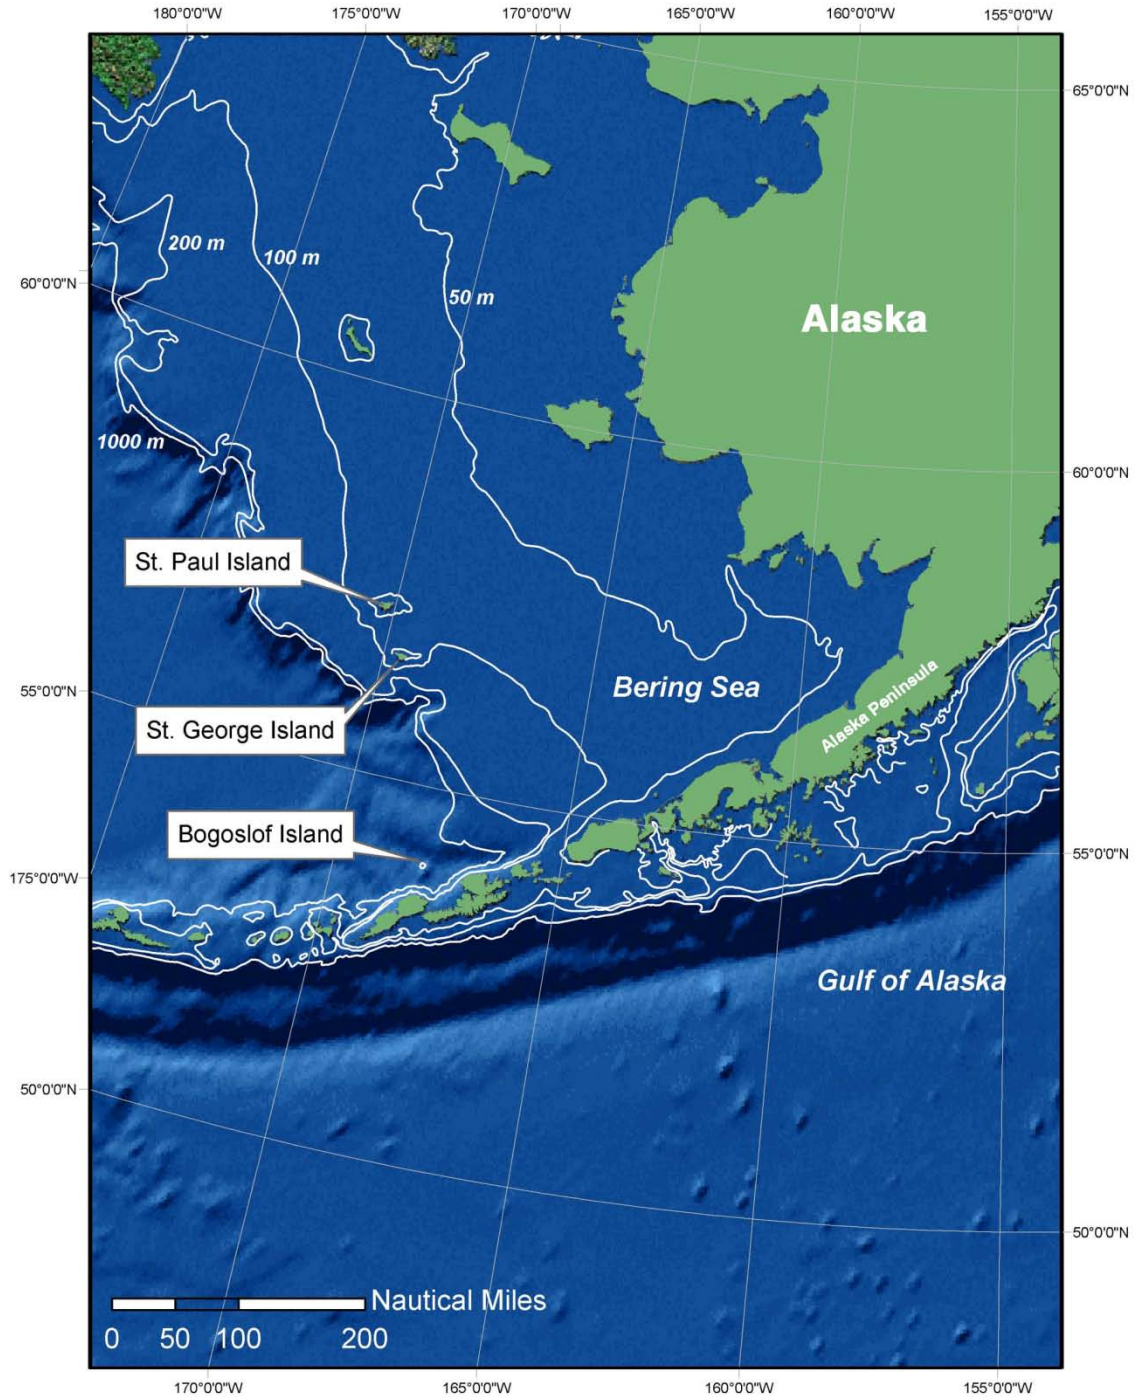 180°0'0"W
175°0'0"W
170°0'0"W
165°0'0"W
160°0'0"W
155°0'0"W
65°0'0"N
200 m
100 m
60°0'0"N
50 m
Alaska
1000 m
60°0'0"N
St. Paul Island
Alaska Peninsula
Bering Sea
55°0'0"N
St. George Island
Bogoslof Island
55°0'0"N
175°0'0"W
Gulf of Alaska
50°0'0"N
50°0'0"N
Nautical Miles
0 50 100 200
170°0'0"W
165°0'0"W
160°0'0"W
155°0'0"W